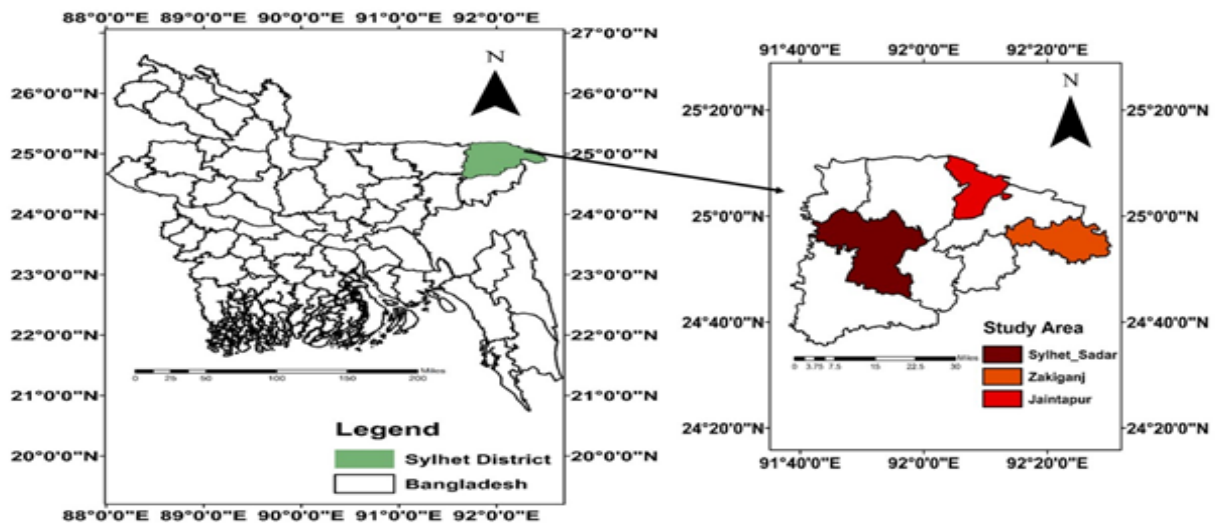 88°0'0"E 89°0'0"E 90°0'0"E 91°0'0"E 92°0'0"E
27°0'0"N
N
26°0'0"N 26°0'0"N
25°0'0"N 25°0'0"N
24°0'0"N 24°0'0"N
23°0'0"N 23°0'0"N
22°0'0"N 22°0'0"N
21°0'0"N 21°0'0"N
20°0'0"N 20°0'0"N
Miles
0 25 50 100 150 200
Legend
Sylhet District
Bangladesh
88°0'0"E 89°0'0"E 90°0'0"E 91°0'0"E 92°0'0"E
91°40'0"E 92°0'0"E 92°20'0"E
N
25°20'0"N 25°20'0"N
25°0'0"N 25°0'0"N
24°40'0"N 24°40'0"N
24°20'0"N 24°20'0"N
Miles
0 3.75 7.5 15 22.5 30
Study Area
Sylhet_Sadar
Zakiganj
Jaintapur
91°40'0"E 92°0'0"E 92°20'0"E